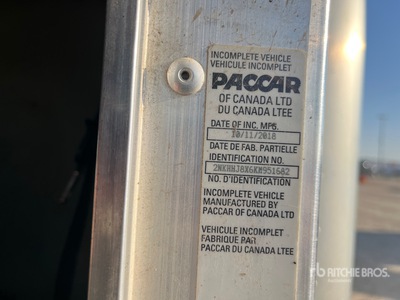 INCOMPLETE VEHICLE
VEHICULE INCOMPLET
PACCAR
OF CANADA LTD
DU CANADA LTEE
DATE OF INC. MFG.
10/11/2018
DATE DE FAB. PARTIELLE
IDENTIFICATION NO.
2NKHHJ8X6KM951682
NO. D'IDENTIFICATION
INCOMPLETE VEHICLE
MANUFACTURED BY
PACCAR OF CANADA LTD
VEHICULE INCOMPLET
FABRIQUE PAR
PACCAR DU CANADA LTEE
RITCHIE BROS.